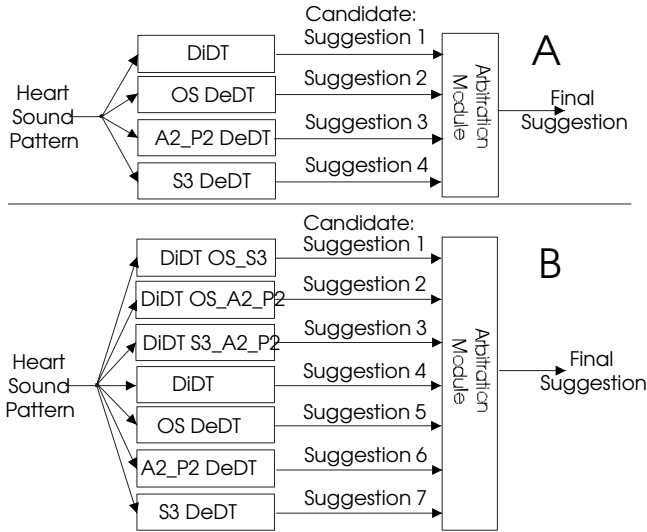 Candidate:
Suggestion 1
DiDT
A
Suggestion 2
OS DeDT
Heart
Sound
Pattern
Arbitration
Module
Final
Suggestion
Suggestion 3
A2_P2 DeDT
Suggestion 4
S3 DeDT
Candidate:
Suggestion 1
DiDT OS_S3
B
Suggestion 2
DiDT OS_A2_P2
Suggestion 3
DiDT S3_A2_P2
Heart
Sound
Pattern
Arbitration
Module
Final
Suggestion
Suggestion 4
DiDT
Suggestion 5
OS DeDT
Suggestion 6
A2_P2 DeDT
Suggestion 7
S3 DeDT